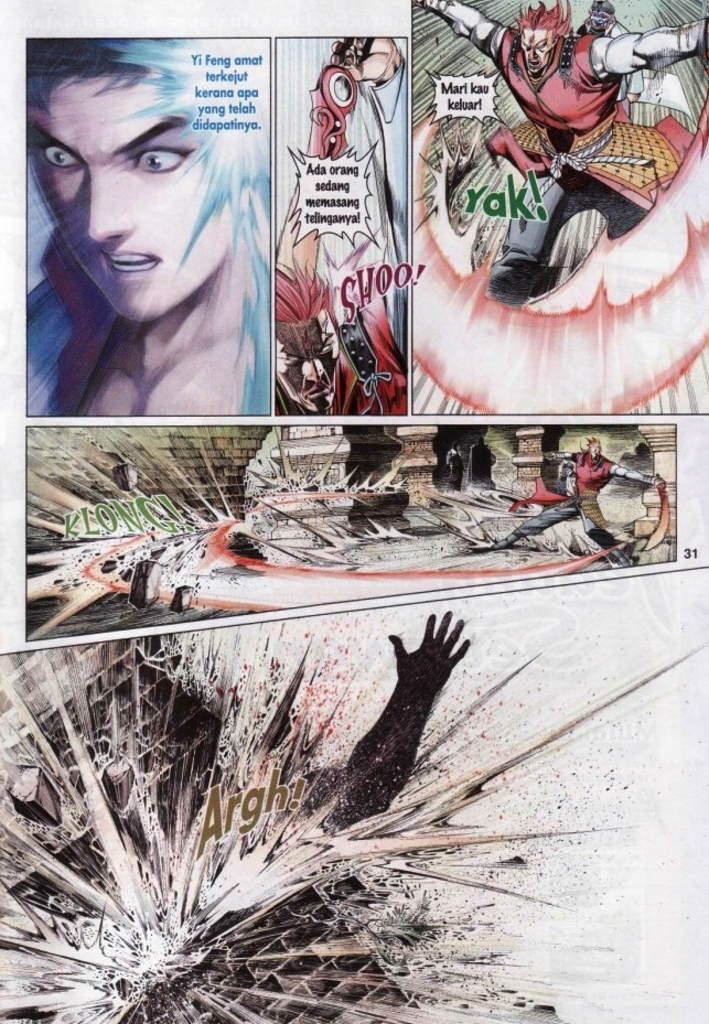 Yi Feng amat
terkejut
kerana apa
yang telah
didapatinya.
Ada orang
sedang
memasang
telinganya!
SHOO!
Mari kau
keluar!
Yak!
KLONG!
31
Argh!